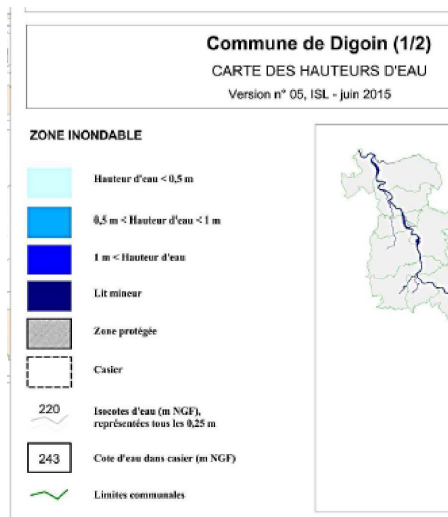 Commune de Digoin (1/2)
CARTE DES HAUTEURS D'EAU
Version n° 05, ISL - juin 2015
ZONE INONDABLE
Hauteur d'eau < 0,5 m
0,5 m < Hauteur d'eau < 1 m
1 m < Hauteur d'eau
Lit mineur
Zone protégée
Casier
220 Isocotes d'eau (m NGF),
représentées tous les 0,25 m
243 Cote d'eau dans casier (m NGF)
Limites communales